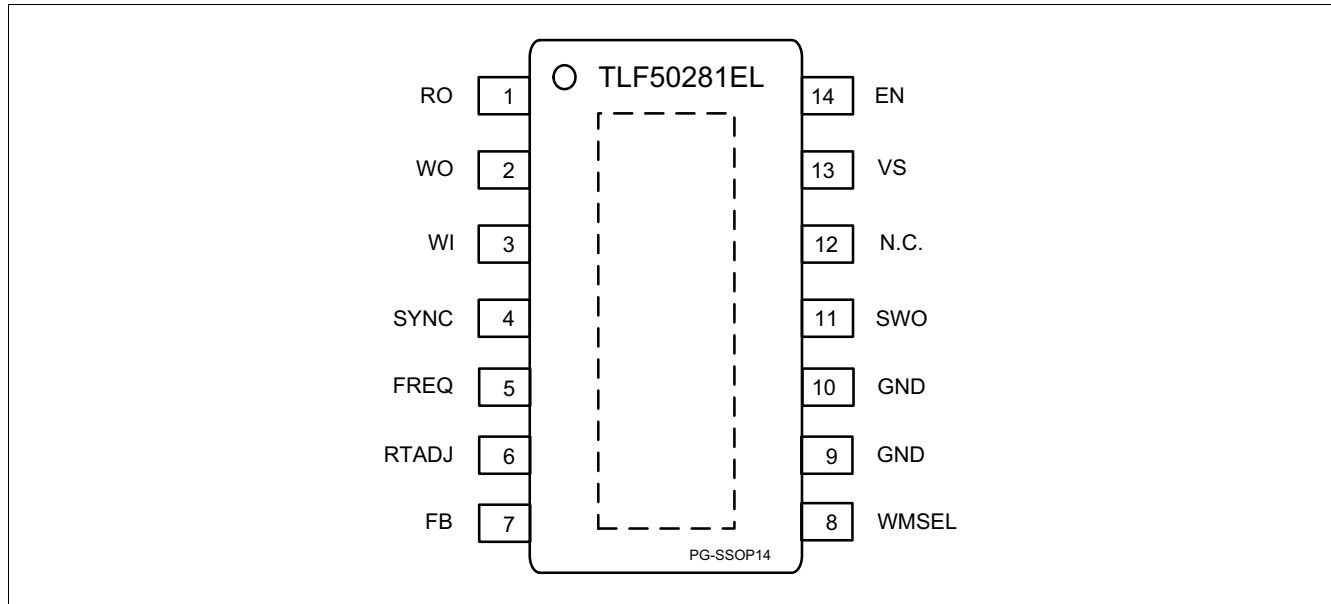 TLF50281EL
RO 1 14 EN
WO 2 13 VS
WI 3 12 N.C.
SYNC 4 11 SWO
FREQ 5 10 GND
RTADJ 6 9 GND
FB 7 8 WMSEL
PG-SSOP14